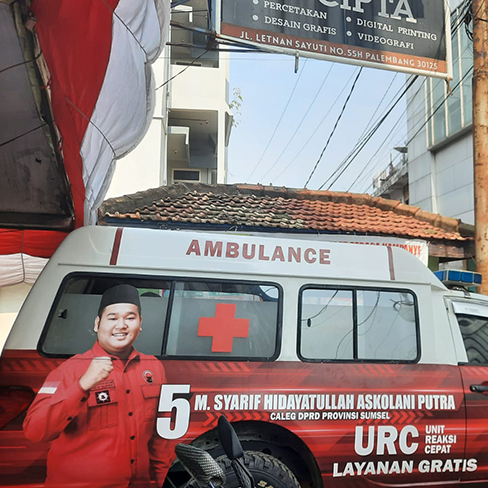 CIPTA
• PERCETAKAN
• DESAIN GRAFIS
• DIGITAL PRINTING
• VIDEOGRAFI
JL. LETNAN SAYUTI NO.55H PALEMBANG 30125
AMBULANCE
5 M. SYARIF HIDAYATULLAH ASKOLANI PUTRA
CALEG DPRD PROVINSI SUMSEL
URC UNIT
REAKSI
CEPAT
LAYANAN GRATIS